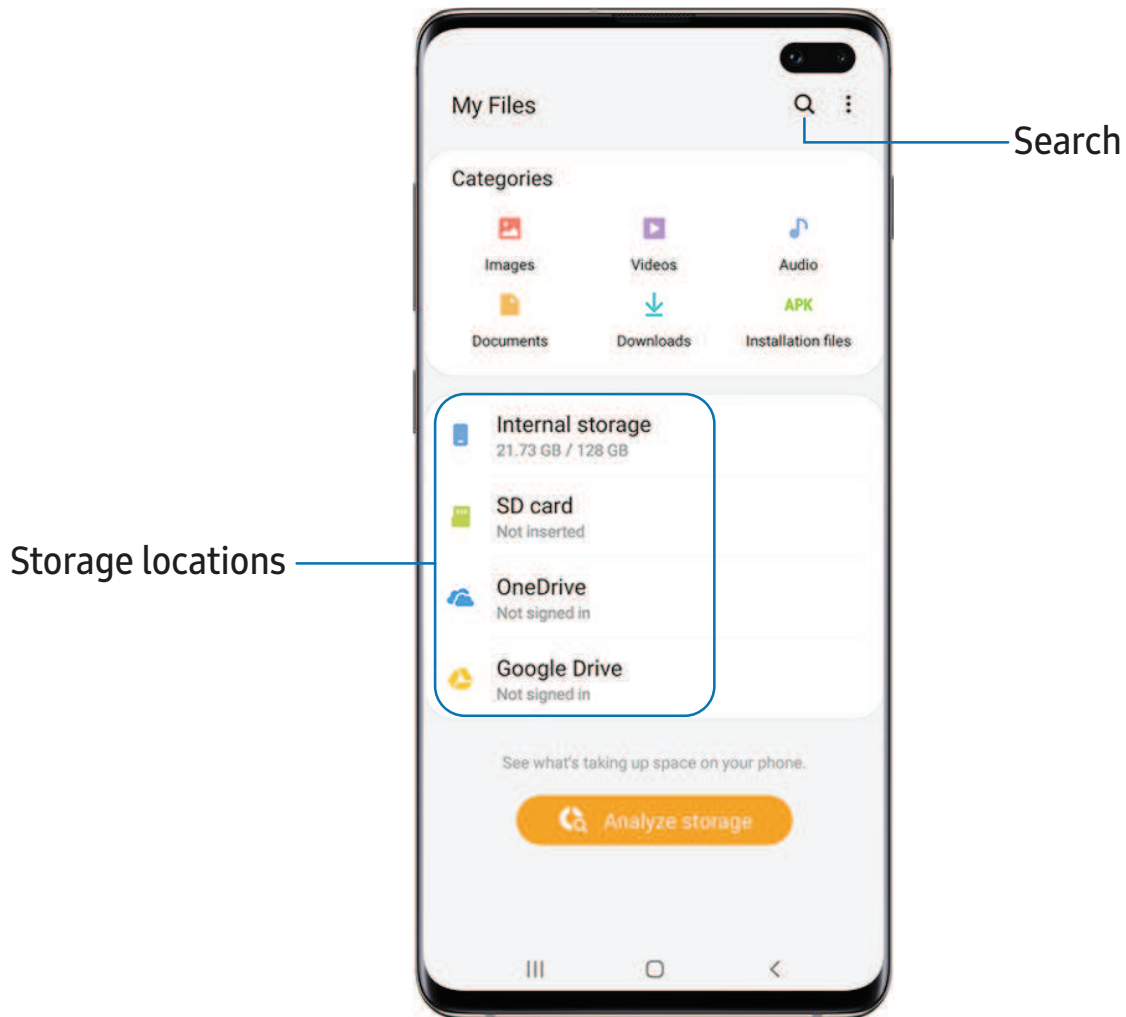 My Files
Search
Categories
Images Videos Audio
APK
Documents Downloads Installation files
Internal storage
21.73 GB / 128 GB
SD card
Not inserted
Storage locations
OneDrive
Not signed in
Google Drive
Not signed in
See what's taking up space on your phone.
Analyze storage